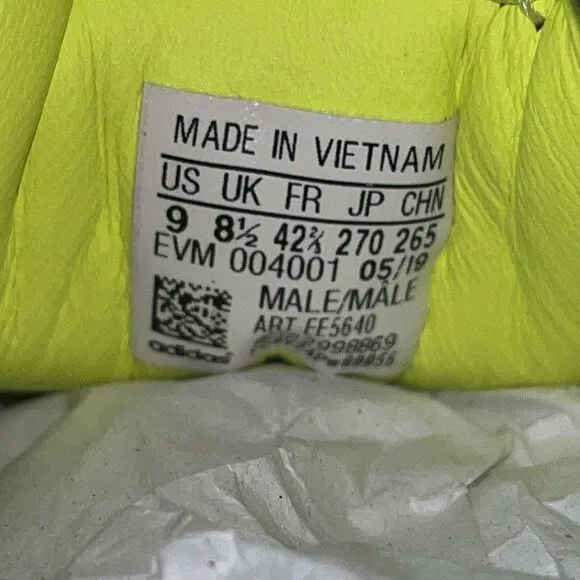 MADE IN VIETNAM
US UK FR JP CHN
9 8½ 42⅔ 270 265
EVM 004001 05/19
MALE/MÂLE
ART EE5640
adidas